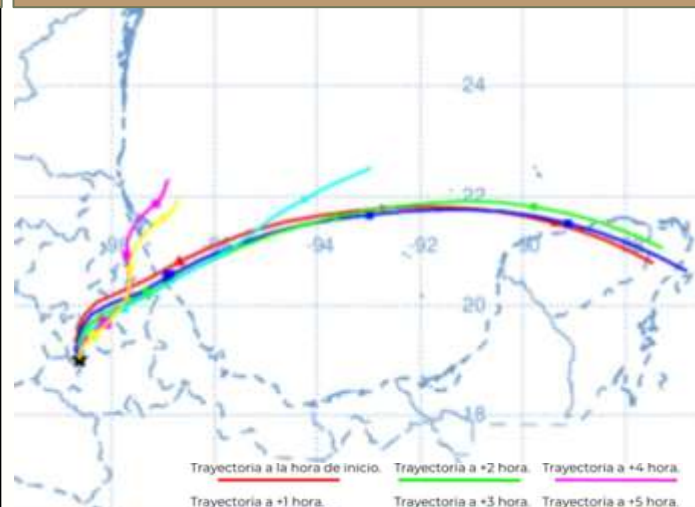 24
22
-98 -94 -92 -90
20
18
Trayectoria a la hora de inicio. Trayectoria a +2 hora. Trayectoria a +4 hora.
Trayectoria a +1 hora. Trayectoria a +3 hora. Trayectoria a +5 hora.